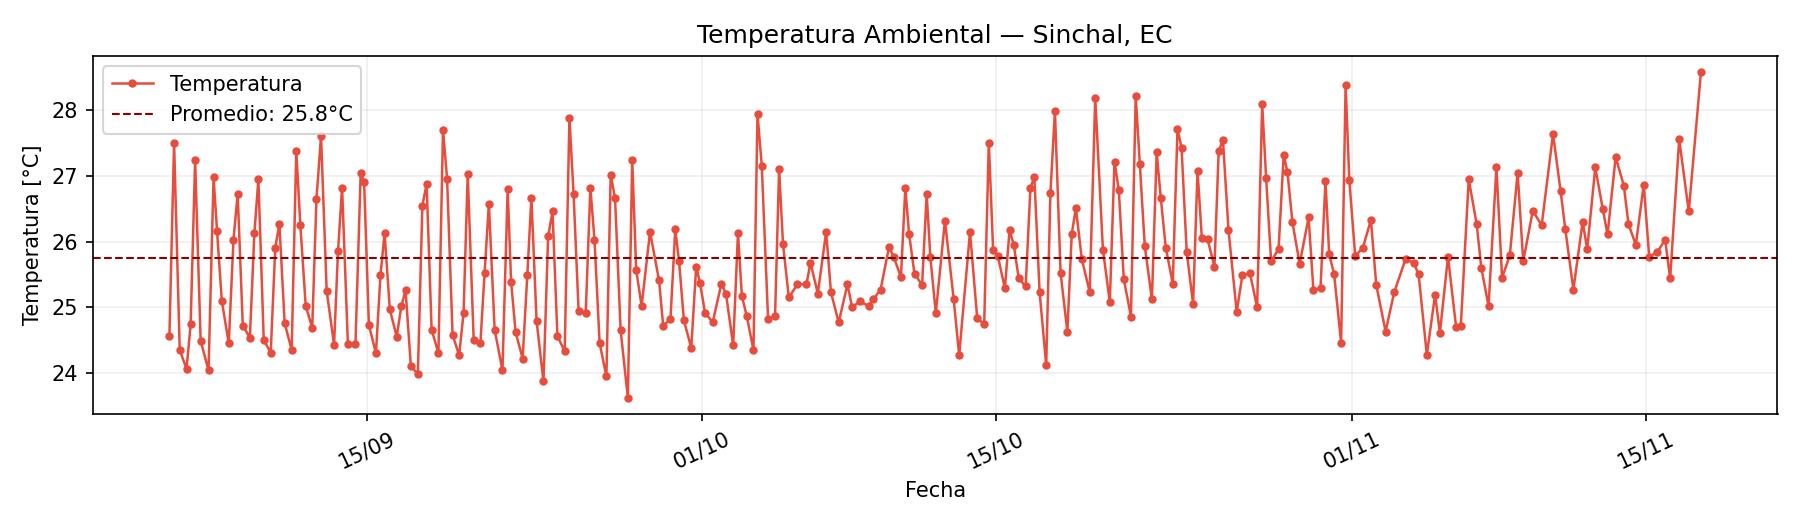 Temperatura Ambiental — Sinchal, EC
Temperatura
Promedio: 25.8°C
Temperatura [°C]
28
27
26
25
24
15/09
01/10
15/10
01/11
15/11
Fecha